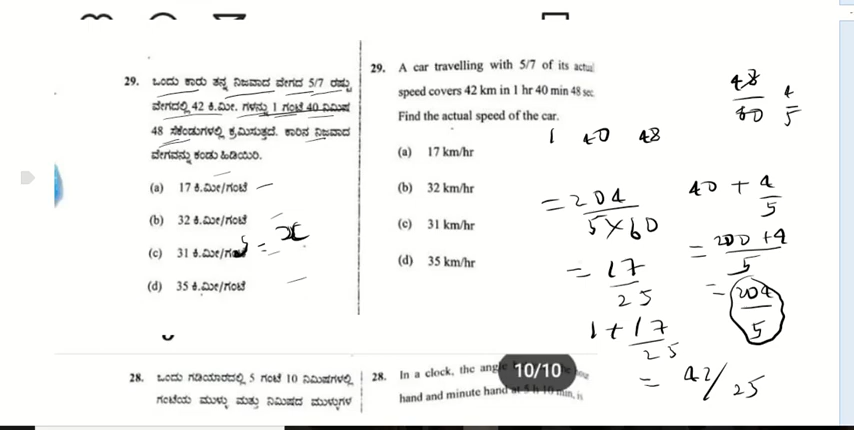 29. ಒಂದು ಕಾರು ತನ್ನ ನಿಜವಾದ ವೇಗದ 5/7 ರಷ್ಟು
ವೇಗದಲ್ಲಿ 42 ಕಿ.ಮೀ. ಗಳನ್ನು 1 ಗಂಟೆ 40 ನಿಮಿಷ
48 ಸೆಕೆಂಡುಗಳಲ್ಲಿ ಕ್ರಮಿಸುತ್ತದೆ. ಕಾರಿನ ನಿಜವಾದ
ವೇಗವನ್ನು ಕಂಡು ಹಿಡಿಯಿರಿ.
(a) 17 ಕಿ.ಮೀ/ಗಂಟೆ
(b) 32 ಕಿ.ಮೀ/ಗಂಟೆ
(c) 31 ಕಿ.ಮೀ/ಗಂಟೆ
(d) 35 ಕಿ.ಮೀ/ಗಂಟೆ
S = x
28. ಒಂದು ಗಡಿಯಾರದಲ್ಲಿ 5 ಗಂಟೆ 10 ನಿಮಿಷಗಳಲ್ಲಿ
ಗಂಟೆಯ ಮುಳ್ಳು ಮತ್ತು ನಿಮಿಷದ ಮುಳ್ಳುಗಳ
29. A car travelling with 5/7 of its actual
speed covers 42 km in 1 hr 40 min 48 sec.
Find the actual speed of the car.
(a) 17 km/hr
(b) 32 km/hr
(c) 31 km/hr
(d) 35 km/hr
28. In a clock, the angle
hand and minute hand at 5 h 10 min, is
10/10
48/60 4/5
1 40 48
40 + 4/5
= 200+4/5
= 204/5
= 204/5×60
= 17/25
1 + 17/25
= 42/25